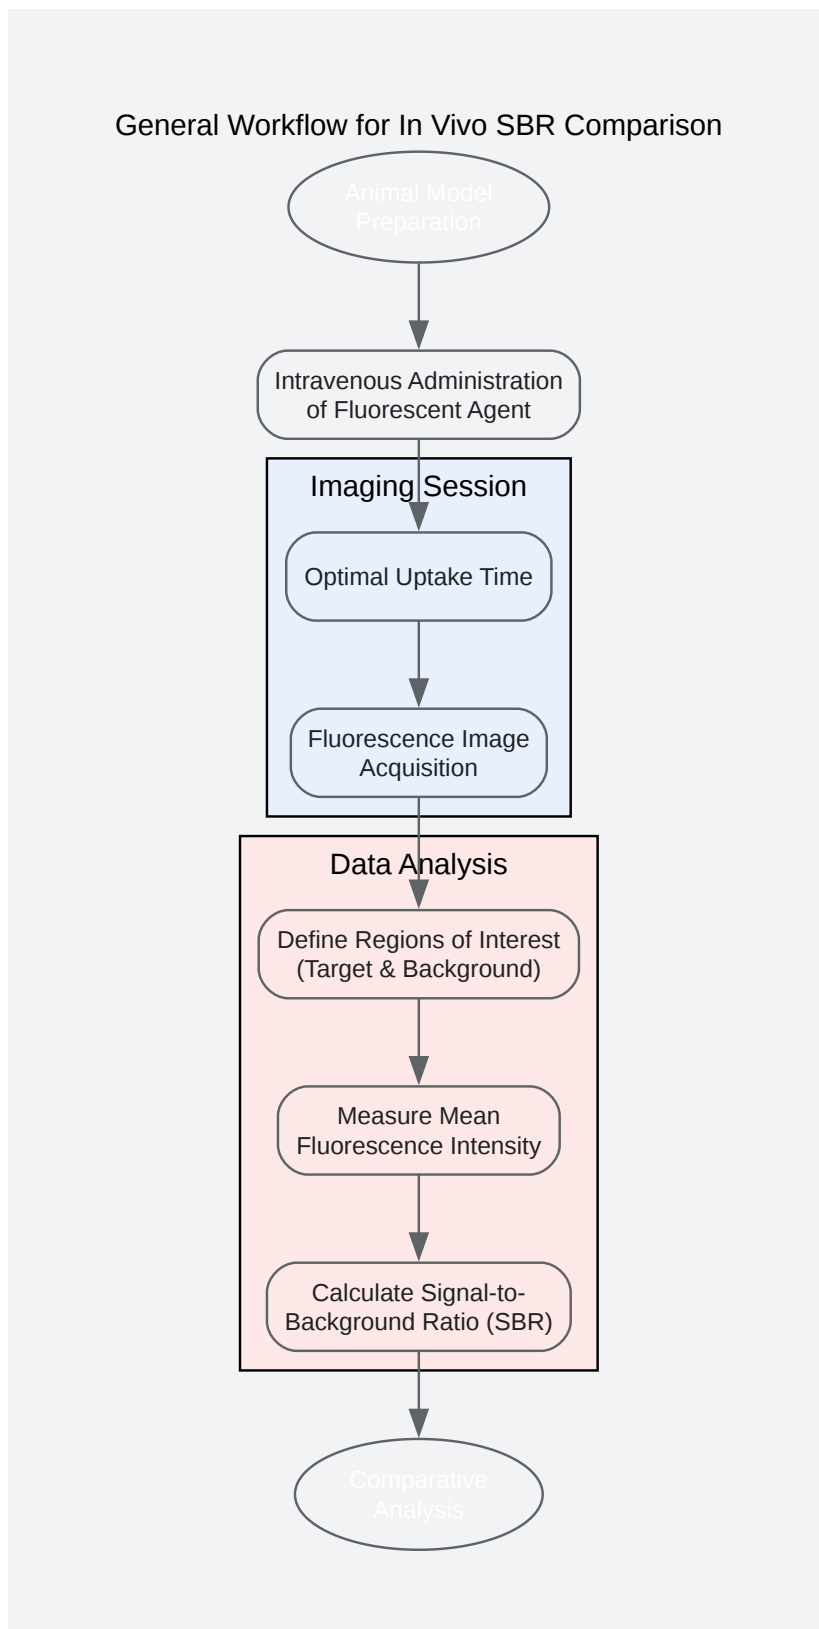 General Workflow for In Vivo SBR Comparison
Animal Model
Preparation
Intravenous Administration
of Fluorescent Agent
Imaging Session
Optimal Uptake Time
Fluorescence Image
Acquisition
Data Analysis
Define Regions of Interest
(Target & Background)
Measure Mean
Fluorescence Intensity
Calculate Signal-to-
Background Ratio (SBR)
Comparative
Analysis